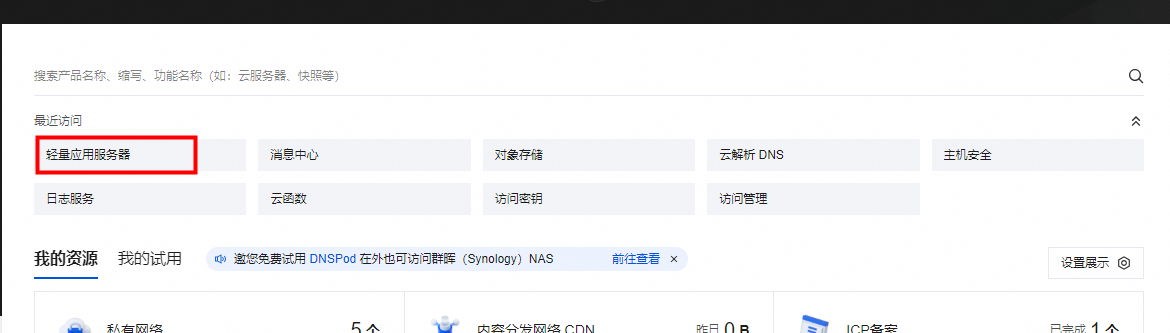 搜索产品名称、缩写、功能名称（如：云服务器、快照等）
最近访问
轻量应用服务器 消息中心 对象存储 云解析 DNS 主机安全
日志服务 云函数 访问密钥 访问管理
我的资源 我的试用 邀您免费试用 DNSPod 在外也可访问群晖（Synology）NAS 前往查看 × 设置展示
私有网络 5 个 内容分发网络 CDN 昨日 0 B ICP备案 已完成 1 个